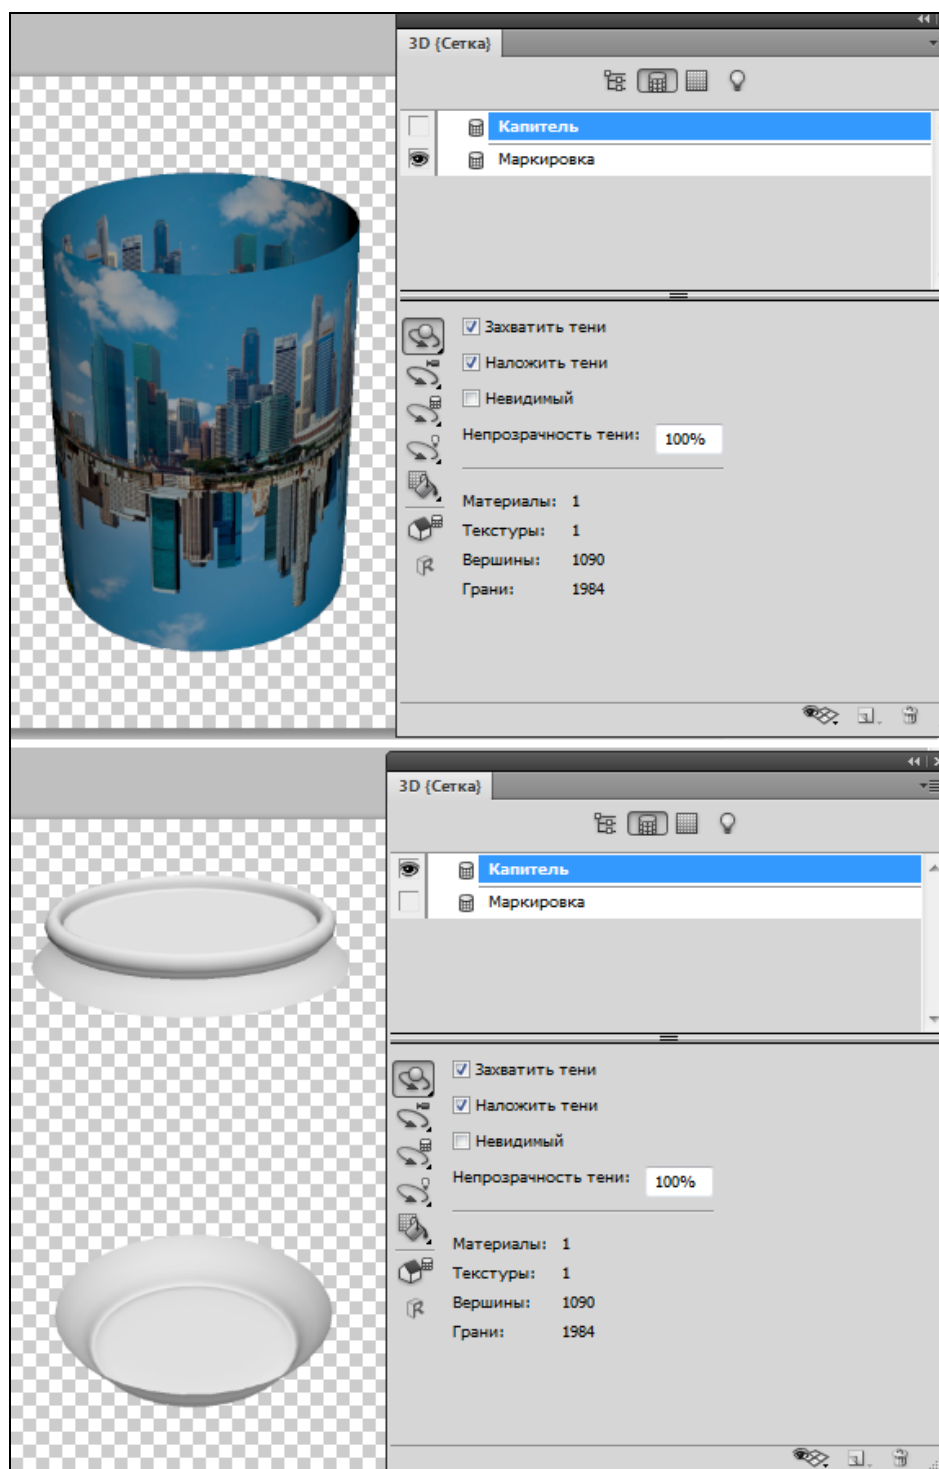 3D {Сетка}
Капитель
Маркировка
Захватить тени
Наложить тени
Невидимый
Непрозрачность тени: 100%
Материалы: 1
Текстуры: 1
Вершины: 1090
Грани: 1984
3D {Сетка}
Капитель
Маркировка
Захватить тени
Наложить тени
Невидимый
Непрозрачность тени: 100%
Материалы: 1
Текстуры: 1
Вершины: 1090
Грани: 1984